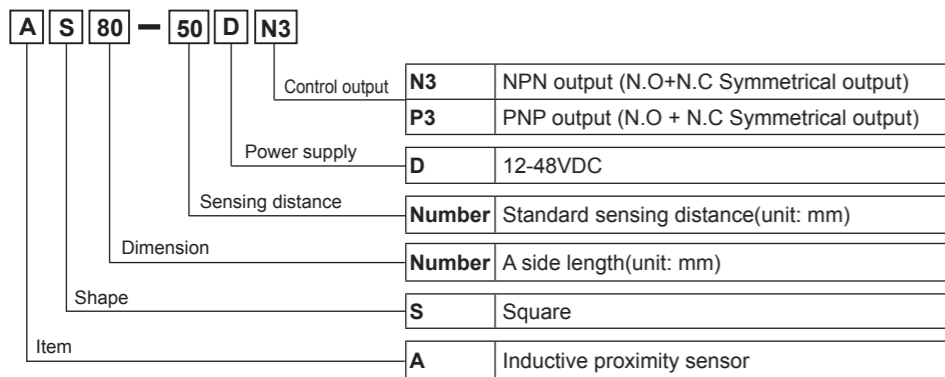 A S 80 – 50 D N3
Control output
N3 NPN output (N.O+N.C Symmetrical output)
P3 PNP output (N.O + N.C Symmetrical output)
Power supply
D 12-48VDC
Sensing distance
Number Standard sensing distance(unit: mm)
Dimension
Number A side length(unit: mm)
Shape
S Square
Item
A Inductive proximity sensor